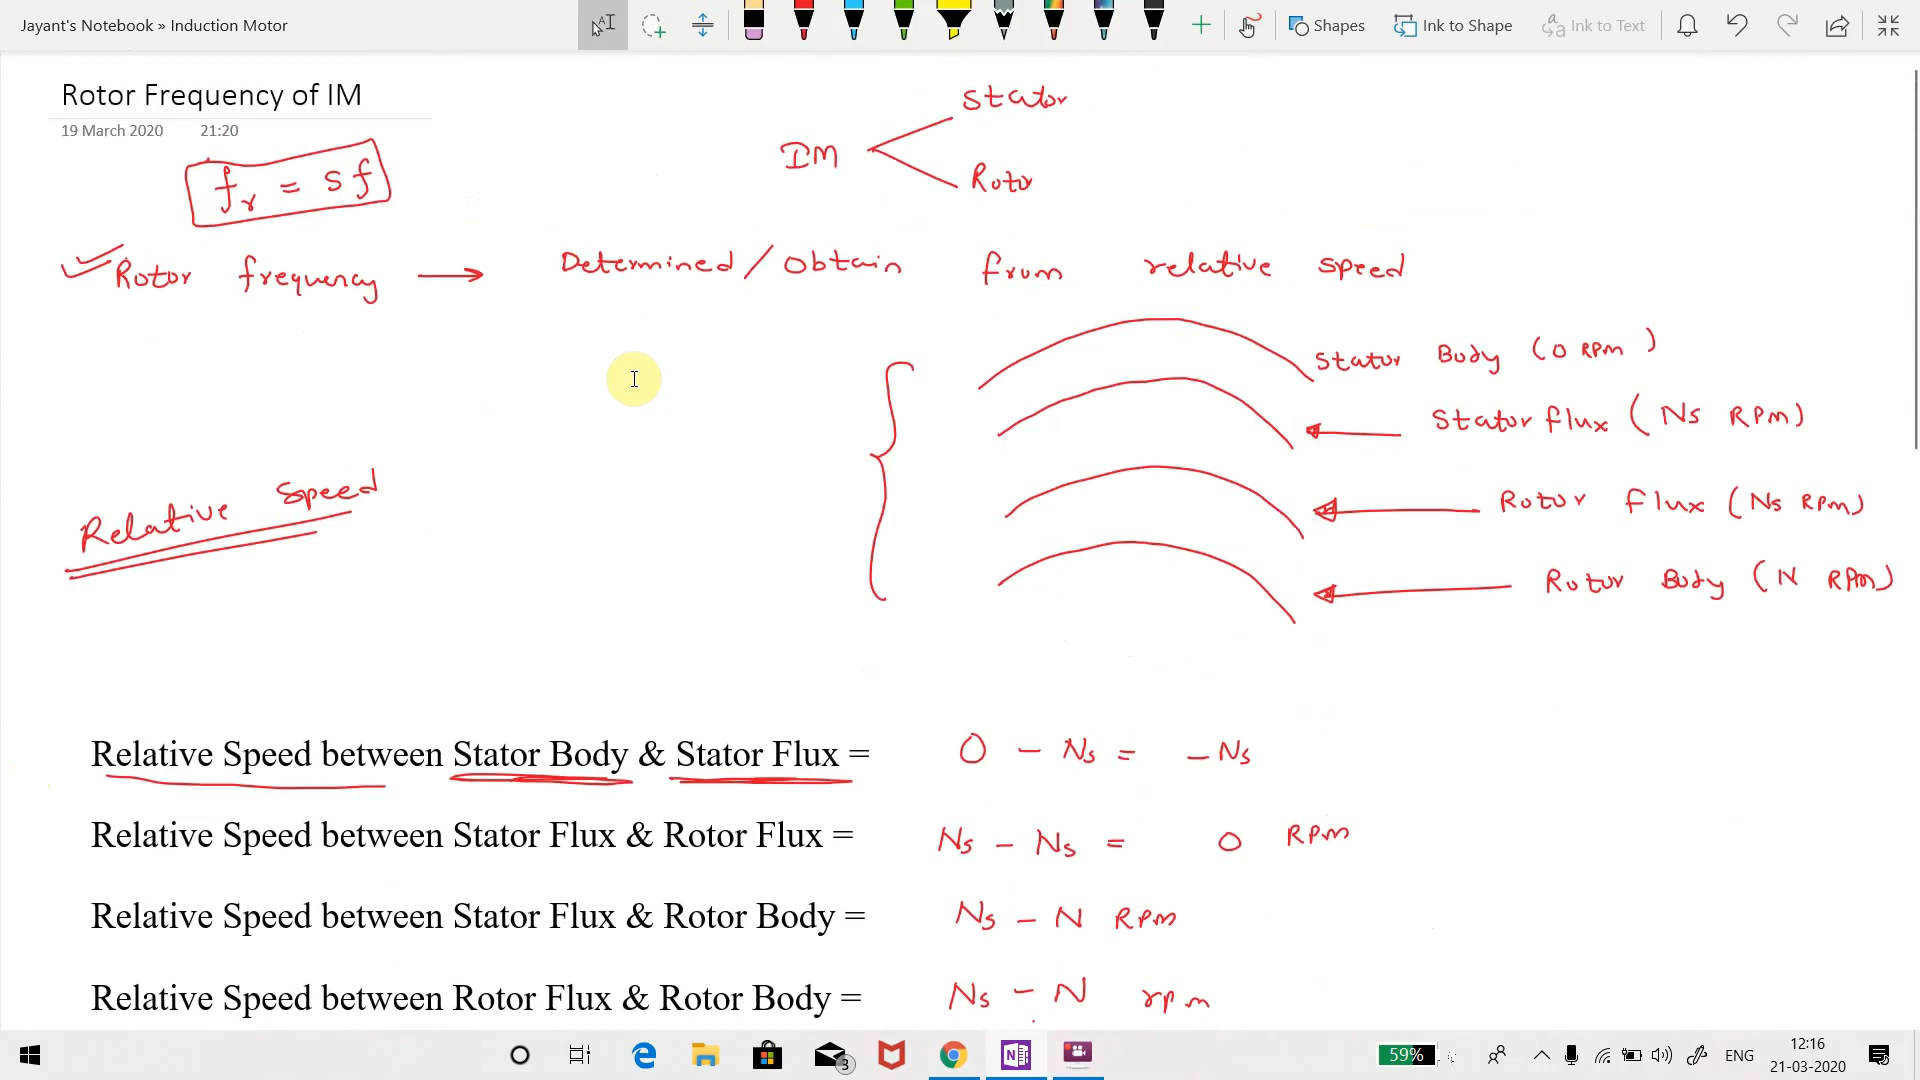 Jayant's Notebook » Induction Motor
Shapes
Ink to Shape
Ink to Text
Rotor Frequency of IM
19 March 2020 21:20
fr = sf
IM
Stator
Rotor
Rotor frequency → Determined / Obtain from relative speed
Stator Body (0 RPM)
Stator flux (Ns RPM)
Rotor flux (Ns RPM)
Rotor Body (N RPM)
Relative Speed
Relative Speed between Stator Body & Stator Flux = 0 - Ns = -Ns
Relative Speed between Stator Flux & Rotor Flux = Ns - Ns = 0 RPM
Relative Speed between Stator Flux & Rotor Body = Ns - N RPM
Relative Speed between Rotor Flux & Rotor Body = Ns - N rpm
3
59%
ENG
12:16
21-03-2020